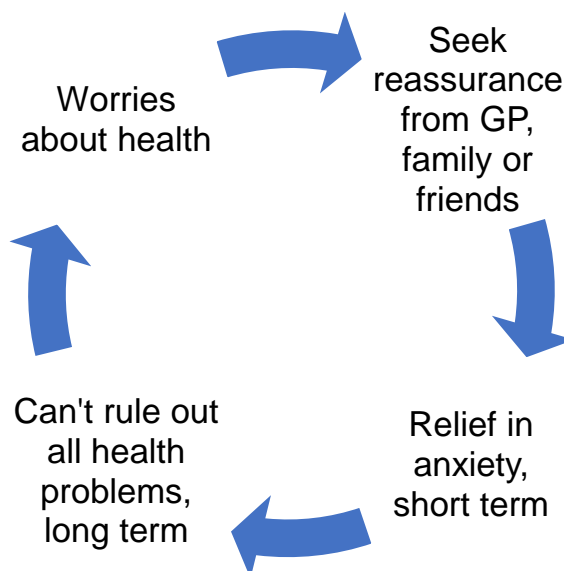 Worries
about health
Seek
reassurance
from GP,
family or
friends
Relief in
anxiety,
short term
Can't rule out
all health
problems,
long term